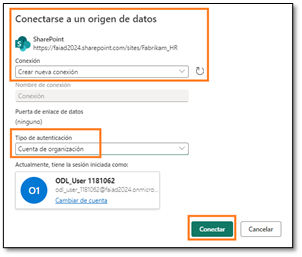 Conectarse a un origen de datos
SharePoint
https://faiad2024.sharepoint.com/sites/Fabrikam_HR
Conexión
Crear nueva conexión
Nombre de conexión
Conexión
Puerta de enlace de datos
(ninguno)
Tipo de autenticación
Cuenta de organización
Actualmente, tiene la sesión iniciada como:
O1
ODL_User 1181062
odl_user_1181062@faiad2024.onmicro...
Cambiar de cuenta
Conectar
Cancelar